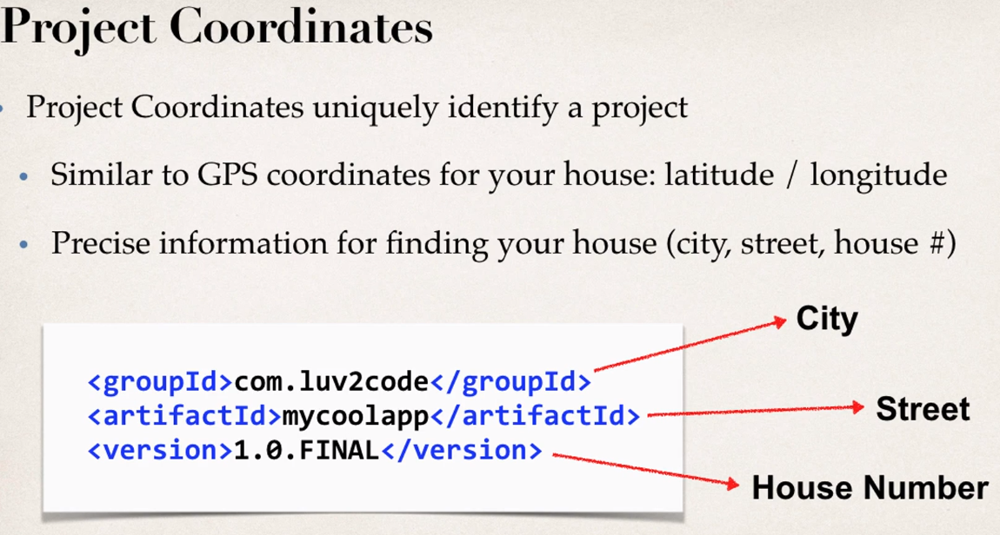 Project Coordinates
Project Coordinates uniquely identify a project
Similar to GPS coordinates for your house: latitude / longitude
Precise information for finding your house (city, street, house #)
City
<groupId>com.luv2code</groupId>
<artifactId>mycoolapp</artifactId>
Street
<version>1.0.FINAL</version>
House Number